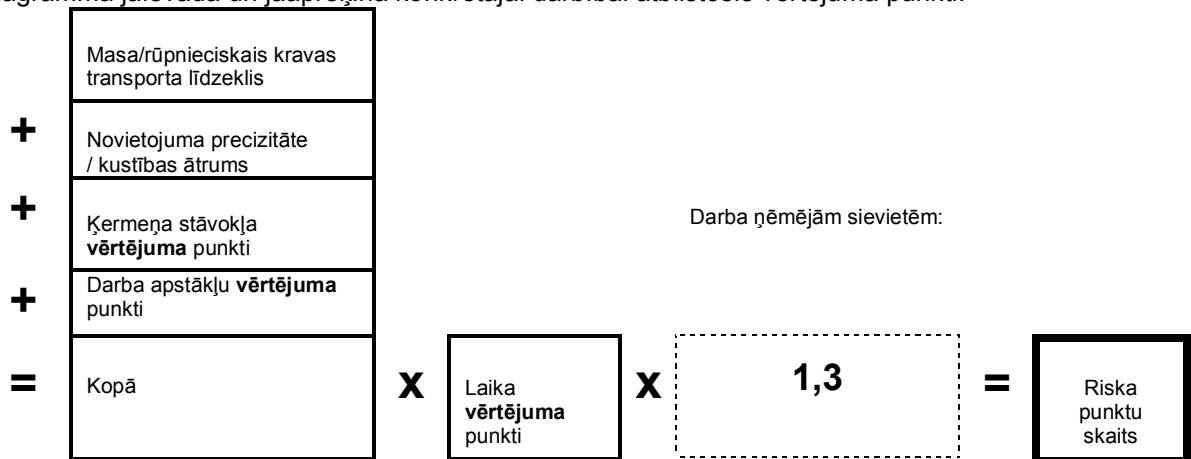 Masa/rūpnieciskais kravas
transporta līdzeklis
+
Novietojuma precizitāte
/ kustības ātrums
+
Ķermeņa stāvokļa
vērtējuma punkti
Darba ņēmējām sievietēm:
+
Darba apstākļu vērtējuma
punkti
=
Kopā
X
Laika
vērtējuma
punkti
X
1,3
=
Riska
punktu
skaits